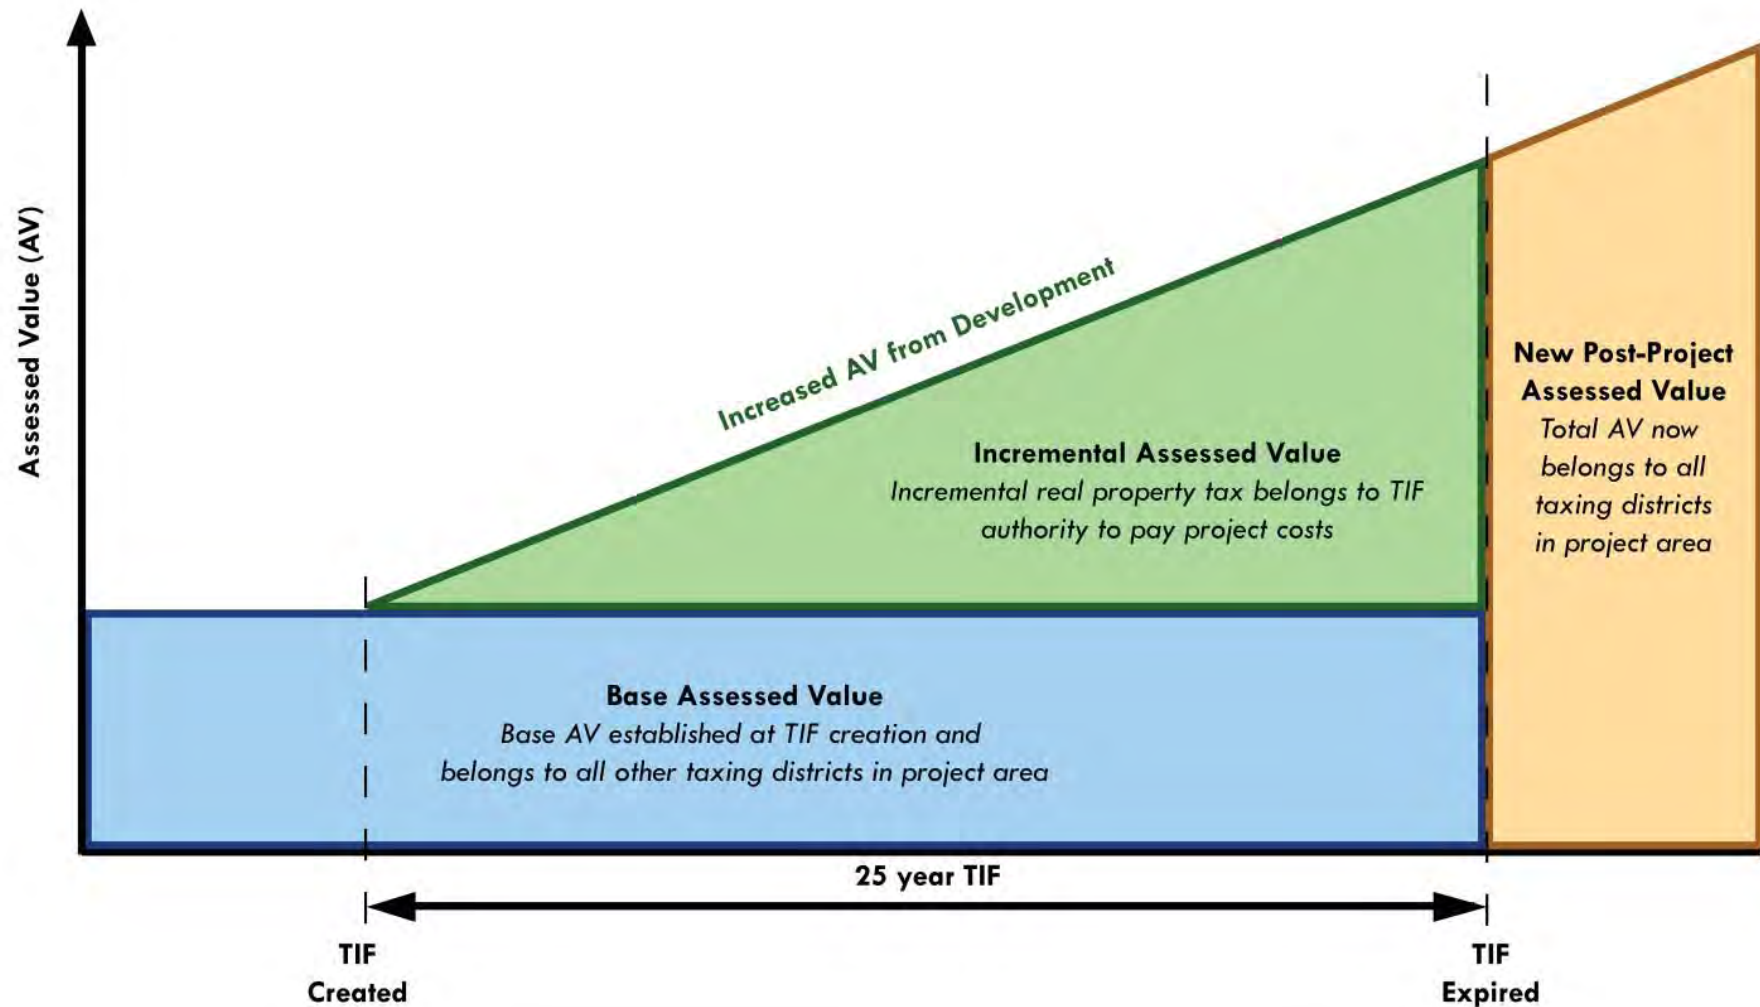 Assessed Value (AV)
Increased AV from Development
Incremental Assessed Value
Incremental real property tax belongs to TIF
authority to pay project costs
New Post-Project
Assessed Value
Total AV now
belongs to all
taxing districts
in project area
Base Assessed Value
Base AV established at TIF creation and
belongs to all other taxing districts in project area
25 year TIF
TIF
Created
TIF
Expired